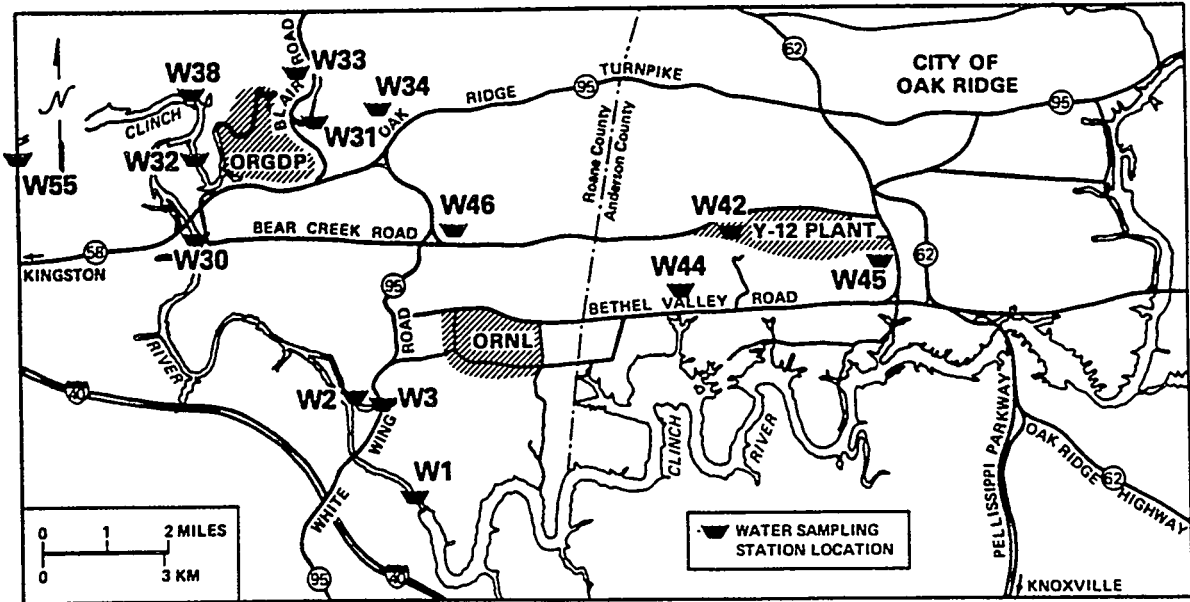 W33
W38
W34
BLAIR ROAD
OAK RIDGE TURNPIKE
95
62
CITY OF
OAK RIDGE
95
N
CLINCH
W31
W32
ORGDP
W55
Roane County
Anderson County
W46
W42
Y-12 PLANT
BEAR CREEK ROAD
58
KINGSTON
W30
W45
62
W44
95
BETHEL VALLEY ROAD
RIVER
ORNL
40
W2
W3
WHITE WING ROAD
CLINCH RIVER
PELLISSIPPI PARKWAY
OAK RIDGE HIGHWAY
62
W1
0 1 2 MILES
0 3 KM
WATER SAMPLING
STATION LOCATION
95
40
KNOXVILLE